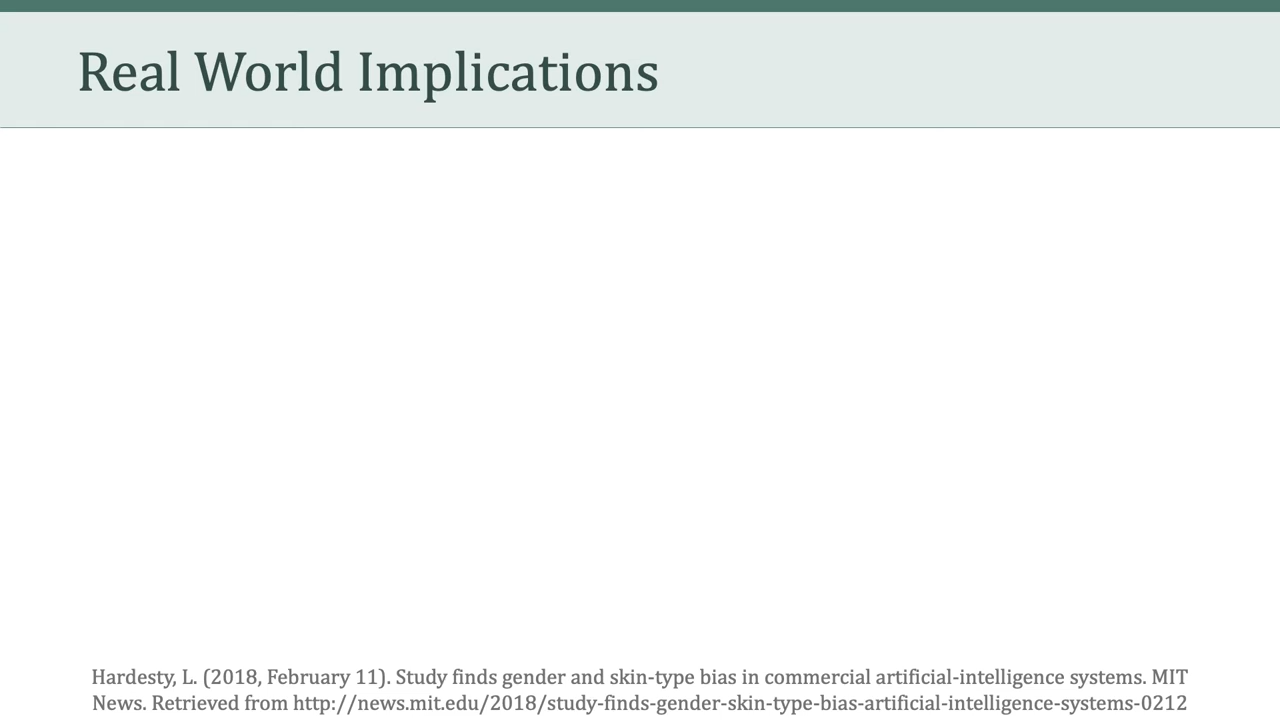 Real World Implications
Hardesty, L. (2018, February 11). Study finds gender and skin-type bias in commercial artificial-intelligence systems. MIT
News. Retrieved from http://news.mit.edu/2018/study-finds-gender-skin-type-bias-artificial-intelligence-systems-0212